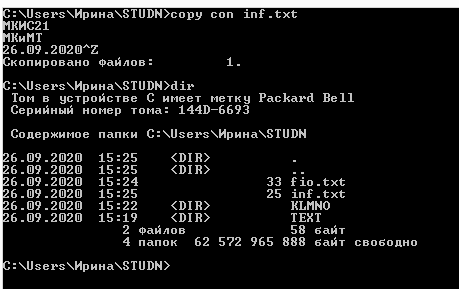 C:\Users\Ирина\STUDN>copy con inf.txt
МКИС21
МКиМТ
26.09.2020^Z
Скопировано файлов:         1.
C:\Users\Ирина\STUDN>dir
Том в устройстве C имеет метку Packard Bell
Серийный номер тома: 144D-6693
Содержимое папки C:\Users\Ирина\STUDN
26.09.2020  15:25    <DIR>          .
26.09.2020  15:25    <DIR>          ..
26.09.2020  15:24                33 fio.txt
26.09.2020  15:25                25 inf.txt
26.09.2020  15:22    <DIR>          KLMNO
26.09.2020  15:19    <DIR>          TEXT
2 файлов             58 байт
4 папок  62 572 965 888 байт свободно
C:\Users\Ирина\STUDN>